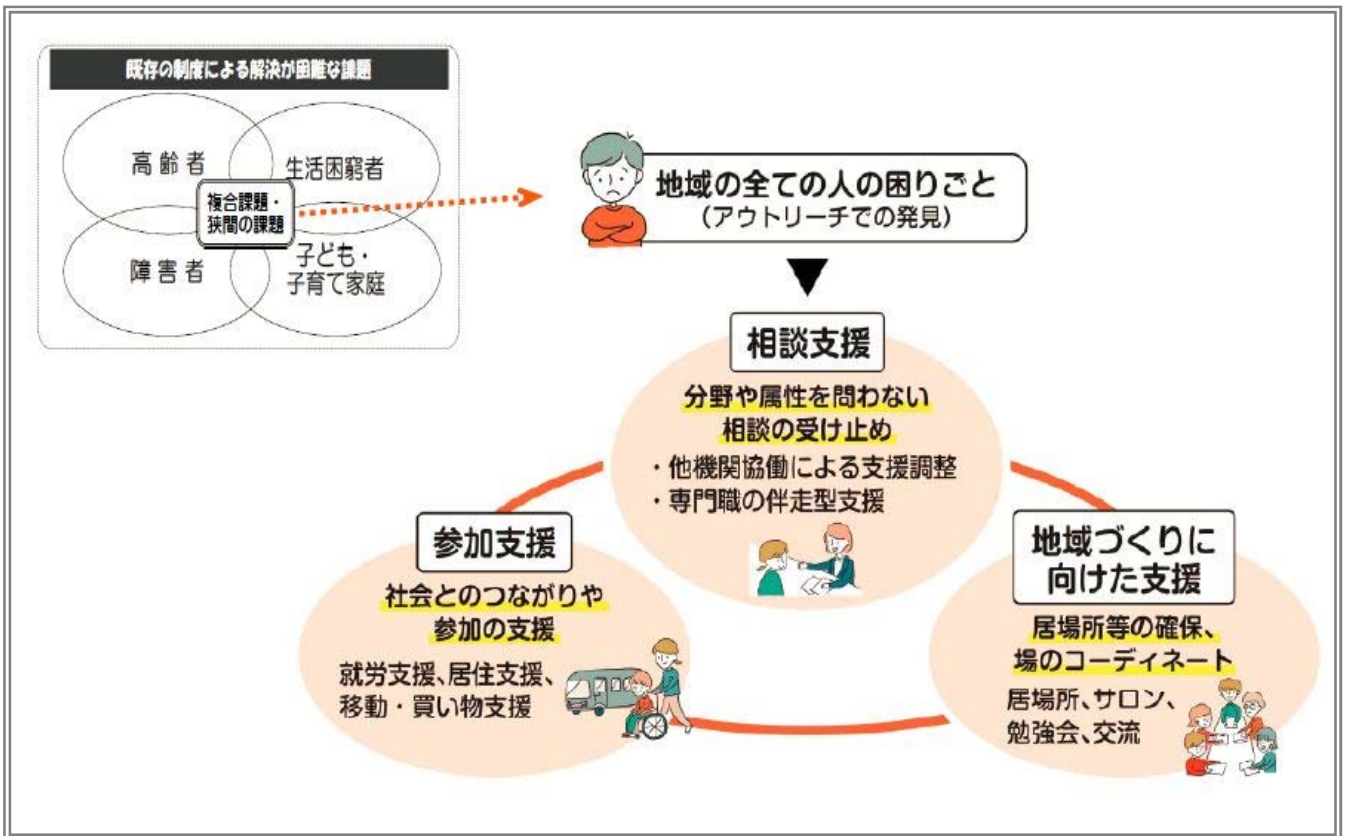 既存の制度による解決が困難な課題
高齢者
生活困窮者
複合課題・
狭間の課題
障害者
子ども・
子育て家庭
地域の全ての人の困りごと
(アウトリーチでの発見)
相談支援
分野や属性を問わない
相談の受け止め
・他機関協働による支援調整
・専門職の伴走型支援
参加支援
社会とのつながりや
参加の支援
就労支援、居住支援、
移動・買い物支援
地域づくりに
向けた支援
居場所等の確保、
場のコーディネート
居場所、サロン、
勉強会、交流